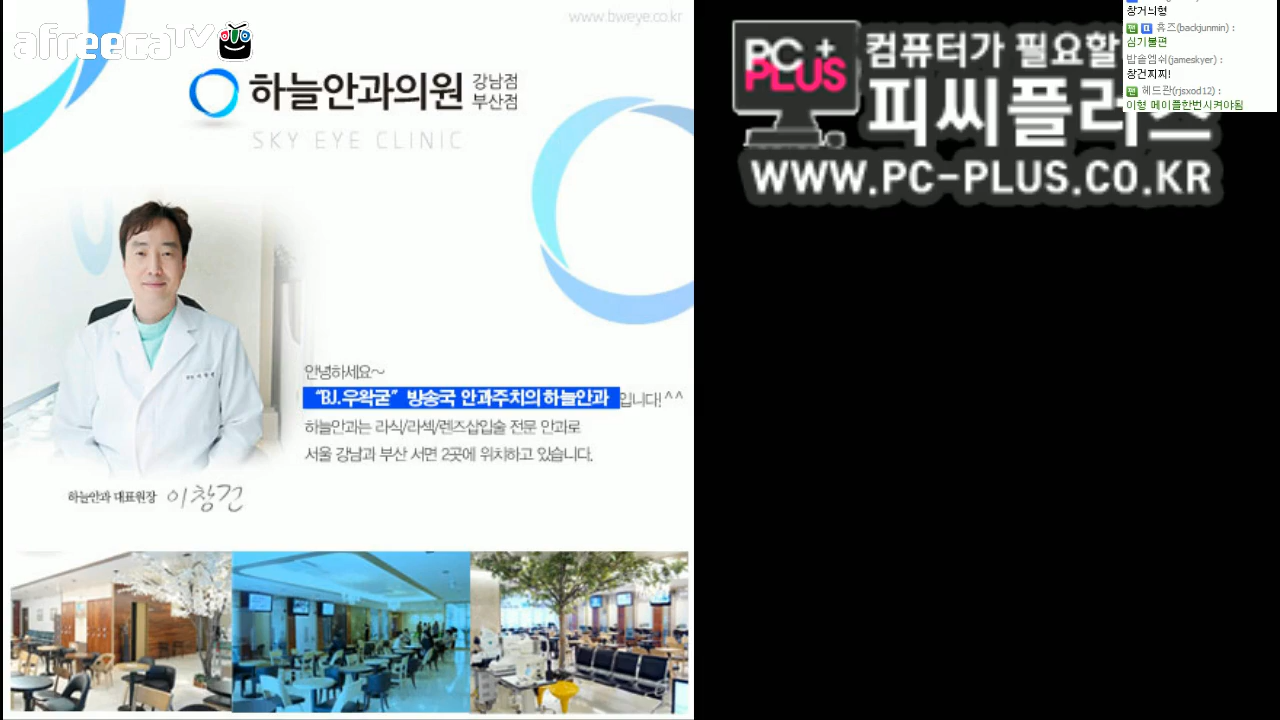 www.bweye.co.kr
afreecaTV
하늘안과의원 강남점 부산점
SKY EYE CLINIC
안녕하세요~
“BJ.우왁굳” 방송국 안과주치의 하늘안과 입니다! ^^
하늘안과는 라식/라섹/렌즈삽입술 전문 안과로
서울 강남과 부산 서면 2곳에 위치하고 있습니다.
하늘안과 대표원장 이창건
PC +
PLUS
컴퓨터가 필요할
피씨플러스
WWW.PC-PLUS.CO.KR
창거늬형
휴즈(backjunmin) :
심기불편
밥솥엠쉬(jameskyer) :
창건찌찌!
헤드관(rjsxod12) :
이형 메이플한번시켜야됨